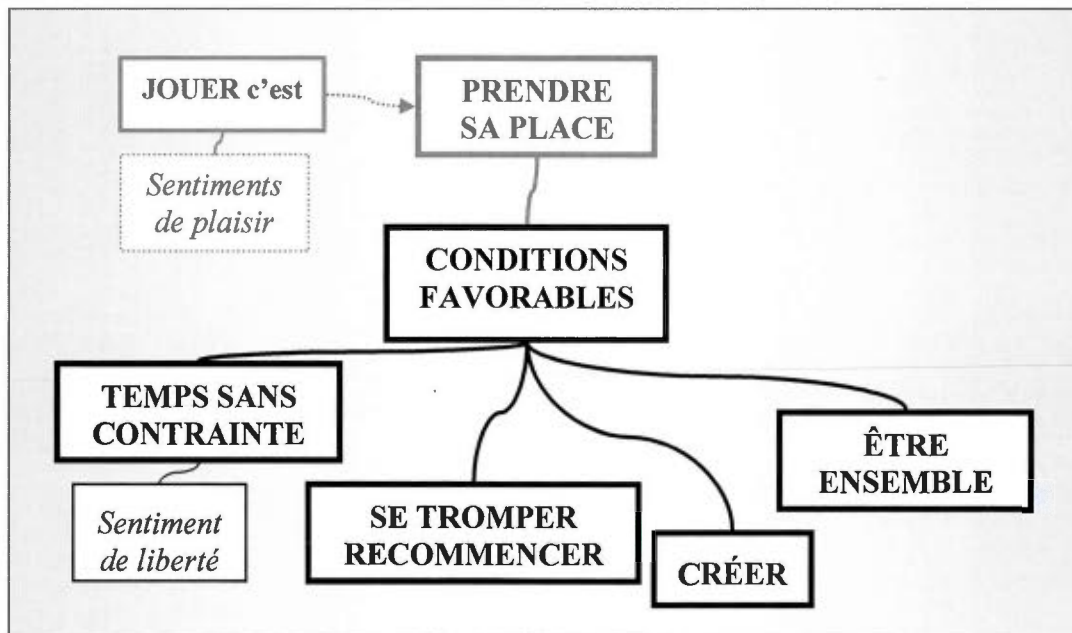 JOUER c'est
PRENDRE
SA PLACE
Sentiments
de plaisir
CONDITIONS
FAVORABLES
TEMPS SANS
CONTRAINTE
ÊTRE
ENSEMBLE
Sentiment
de liberté
SE TROMPER
RECOMMENCER
CRÉER